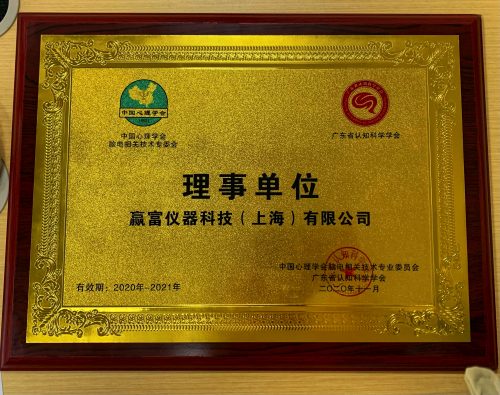 中国心理学会
中国心理学会
脑电相关技术专委会
广东省认知科学学会
理事单位
赢富仪器科技（上海）有限公司
中国心理学会脑电相关技术专业委员会
广东省认知科学学会
二〇二〇年十一月
有效期：2020年-2021年